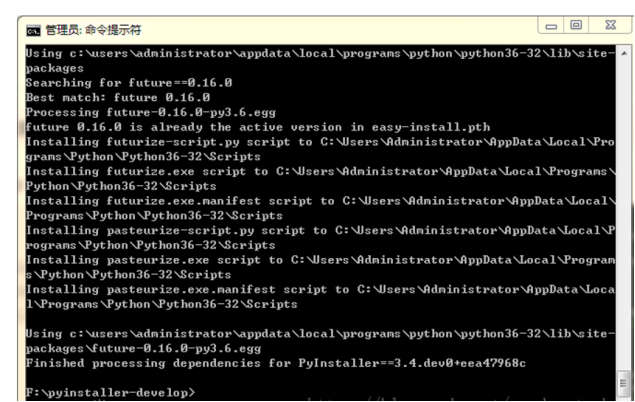 管理员: 命令提示符
Using c:\users\administrator\appdata\local\programs\python\python36-32\lib\site-
packages
Searching for future==0.16.0
Best match: future 0.16.0
Processing future-0.16.0-py3.6.egg
future 0.16.0 is already the active version in easy-install.pth
Installing futurize-script.py script to C:\Users\Administrator\AppData\Local\Pro
grams\Python\Python36-32\Scripts
Installing futurize.exe script to C:\Users\Administrator\AppData\Local\Programs\
Python\Python36-32\Scripts
Installing futurize.exe.manifest script to C:\Users\Administrator\AppData\Local\
Programs\Python\Python36-32\Scripts
Installing pasteurize-script.py script to C:\Users\Administrator\AppData\Local\P
rograms\Python\Python36-32\Scripts
Installing pasteurize.exe script to C:\Users\Administrator\AppData\Local\Program
s\Python\Python36-32\Scripts
Installing pasteurize.exe.manifest script to C:\Users\Administrator\AppData\Loca
l\Programs\Python\Python36-32\Scripts
Using c:\users\administrator\appdata\local\programs\python\python36-32\lib\site-
packages\future-0.16.0-py3.6.egg
Finished processing dependencies for PyInstaller==3.4.dev0+eea47968c
F:\pyinstaller-develop>